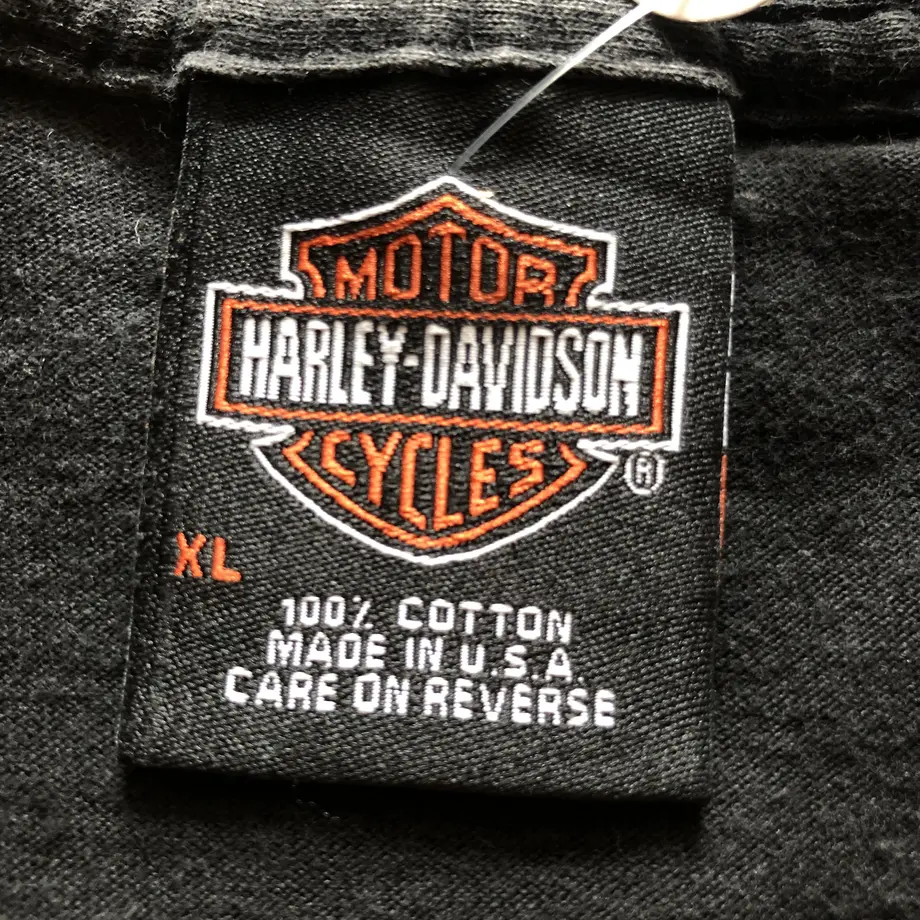 MOTOR
HARLEY-DAVIDSON
CYCLES
®
XL
100% COTTON
MADE IN U.S.A.
CARE ON REVERSE